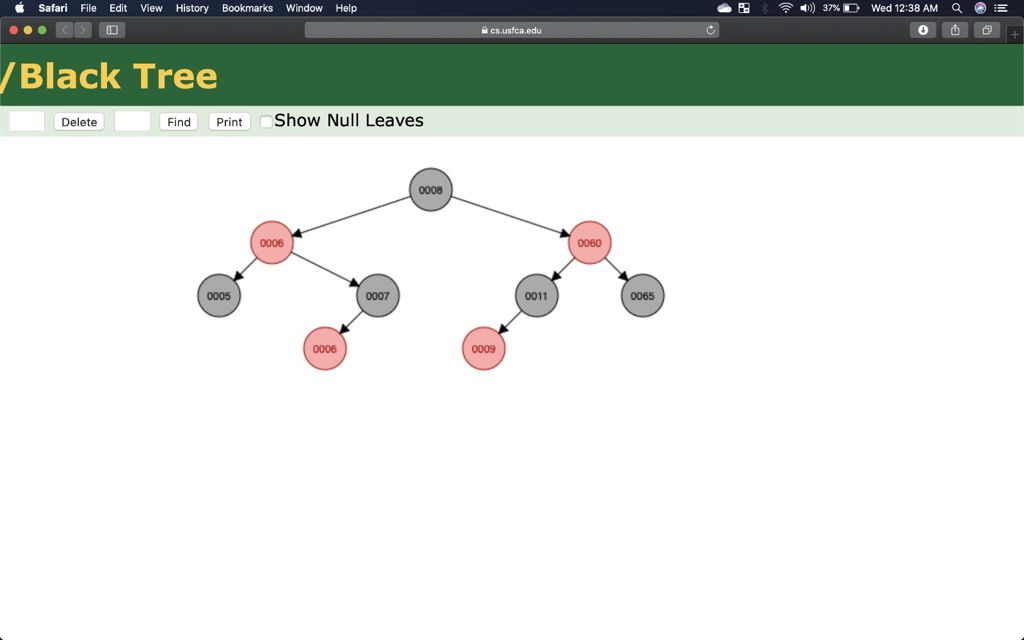 Safari File Edit View History Bookmarks Window Help 37% Wed 12:38 AM
cs.usfca.edu
/Black Tree
Delete Find Print Show Null Leaves
0008
0006 0060
0005 0007 0011 0065
0006 0009